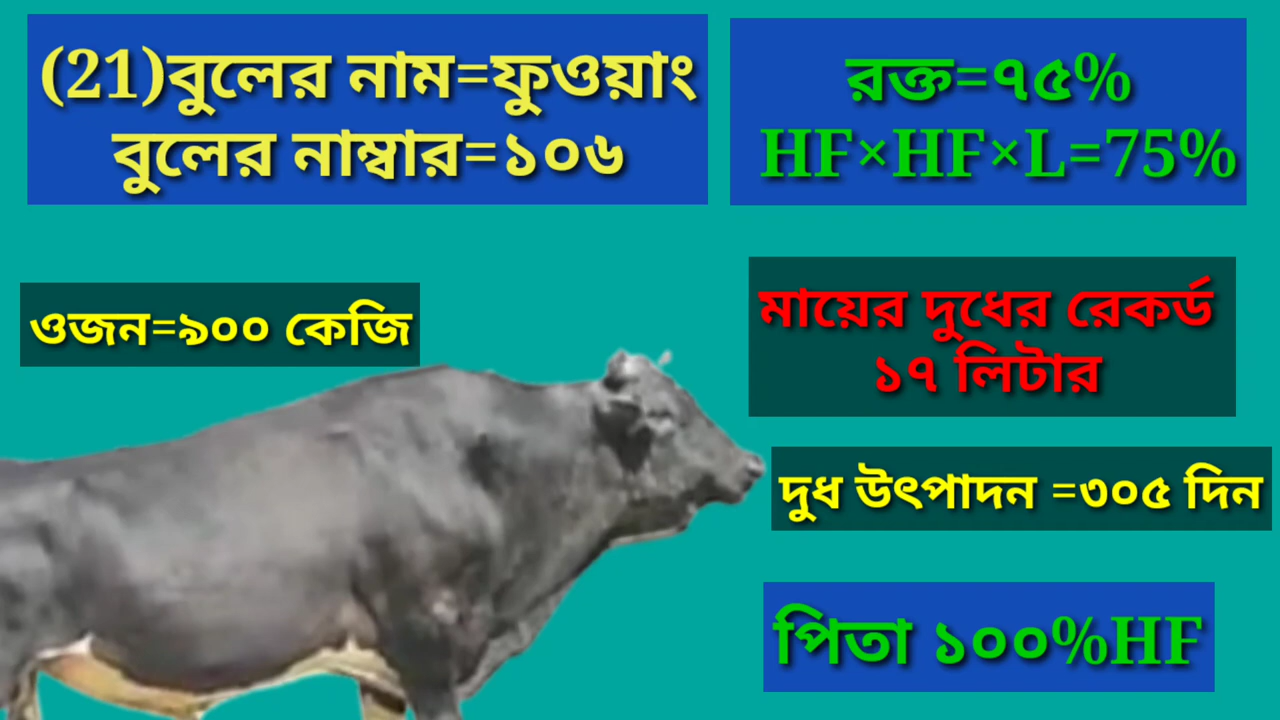 (21)বুলের নাম=ফুওয়াং
বুলের নাম্বার=১০৬
রক্ত=৭৫%
HF×HF×L=75%
ওজন=৯০০ কেজি
মায়ের দুধের রেকর্ড
১৭ লিটার
দুধ উৎপাদন =৩০৫ দিন
পিতা ১০০%HF